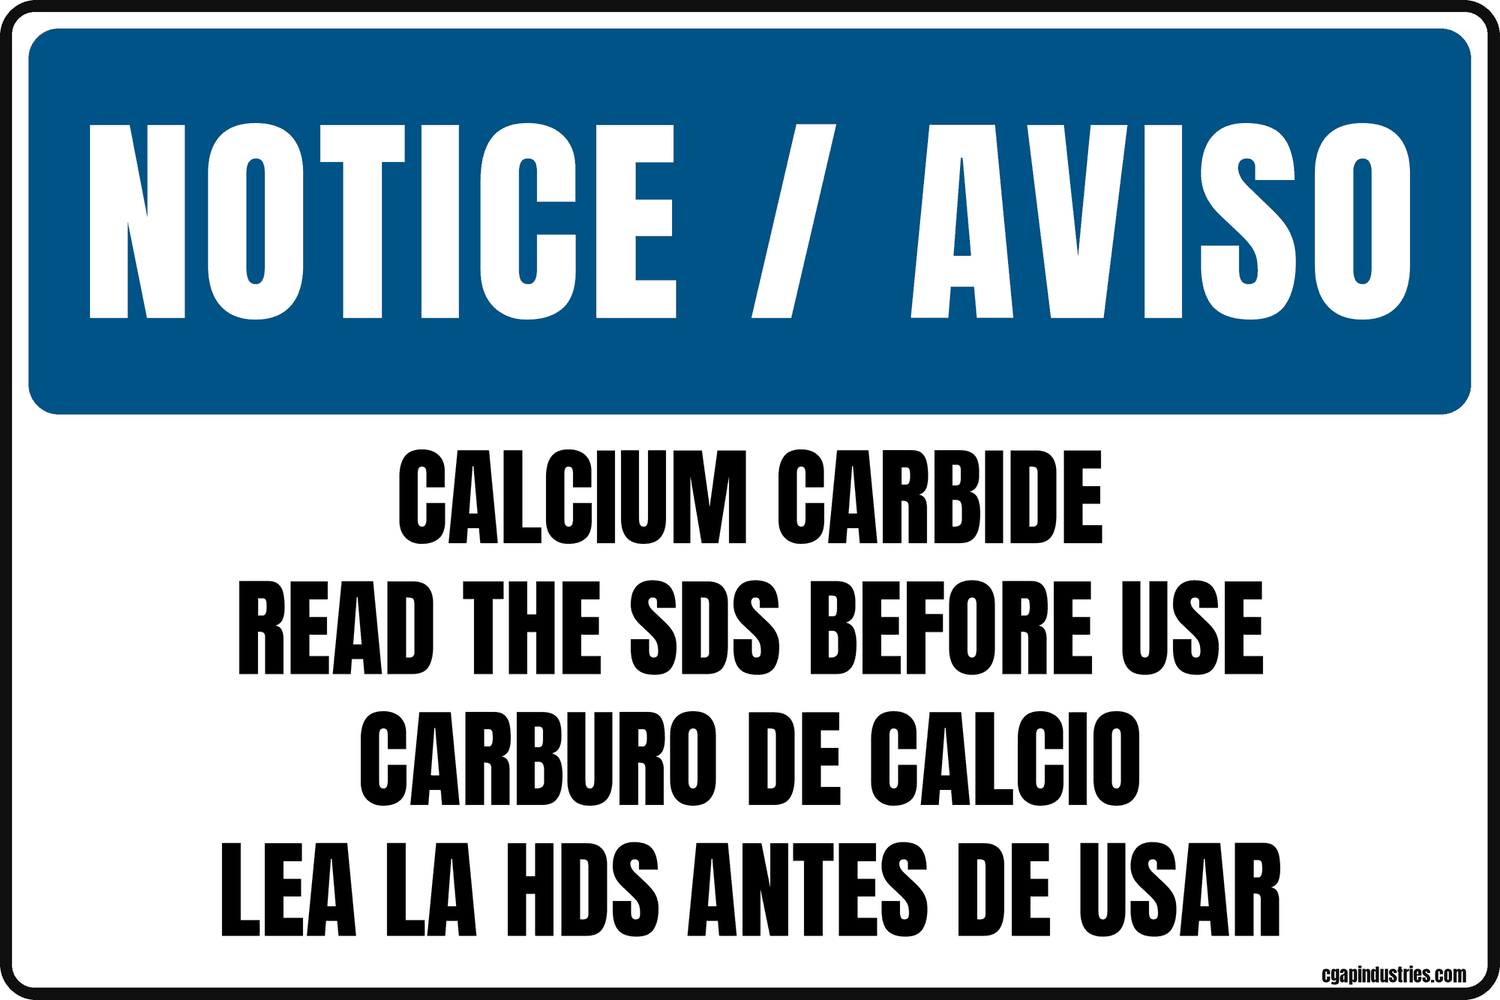 NOTICE / AVISO
CALCIUM CARBIDE
READ THE SDS BEFORE USE
CARBURO DE CALCIO
LEA LA HDS ANTES DE USAR
cgapindustries.com